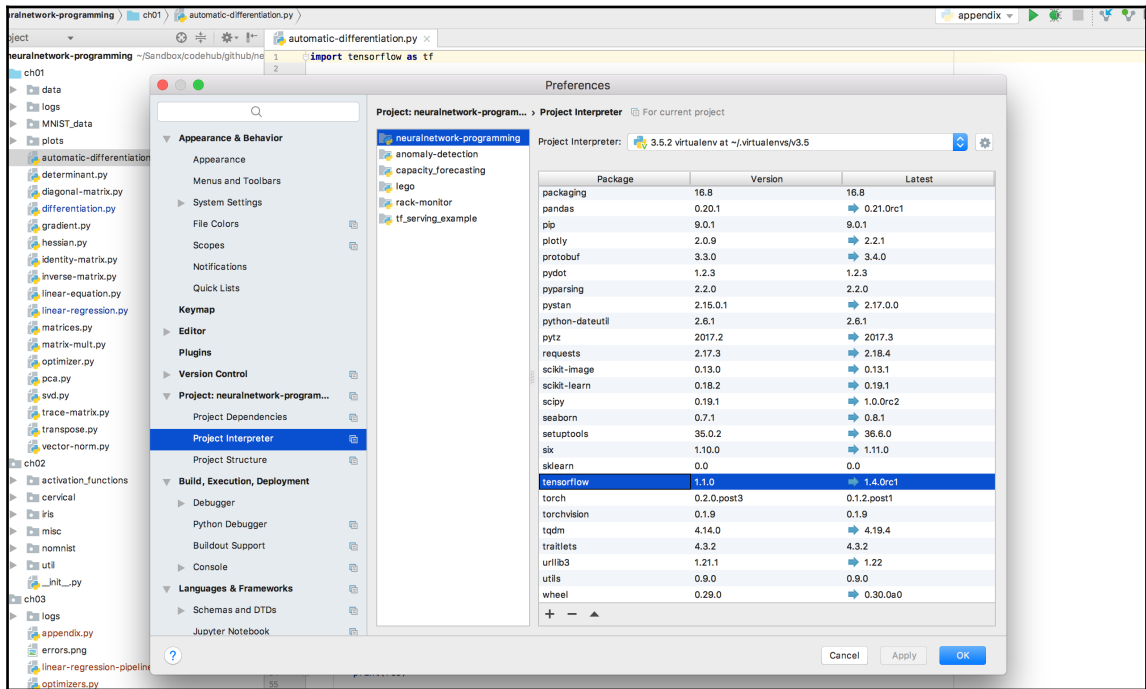 uralnetwork-programming ch01 automatic-differentiation.py appendix
oject automatic-differentiation.py
neuralnetwork-programming ~/Sandbox/codehub/github/ne
1 import tensorflow as tf
2
ch01
data
logs
MNIST_data
plots
automatic-differentiation
determinant.py
diagonal-matrix.py
differentiation.py
gradient.py
hessian.py
identity-matrix.py
inverse-matrix.py
linear-equation.py
linear-regression.py
matrices.py
matrix-mult.py
optimizer.py
pca.py
svd.py
trace-matrix.py
transpose.py
vector-norm.py
ch02
activation_functions
cervical
iris
misc
nomnist
util
__init__.py
ch03
logs
appendix.py
errors.png
linear-regression-pipeline
optimizers.py
55
Preferences
Appearance & Behavior
Appearance
Menus and Toolbars
System Settings
File Colors
Scopes
Notifications
Quick Lists
Keymap
Editor
Plugins
Version Control
Project: neuralnetwork-program...
Project Dependencies
Project Interpreter
Project Structure
Build, Execution, Deployment
Debugger
Python Debugger
Buildout Support
Console
Languages & Frameworks
Schemas and DTDs
Jupyter Notebook
Project: neuralnetwork-program... › Project Interpreter For current project
neuralnetwork-programming
anomaly-detection
capacity_forecasting
lego
rack-monitor
tf_serving_example
Project Interpreter: 3.5.2 virtualenv at ~/.virtualenvs/v3.5
Package Version Latest
packaging 16.8 16.8
pandas 0.20.1 0.21.0rc1
pip 9.0.1 9.0.1
plotly 2.0.9 2.2.1
protobuf 3.3.0 3.4.0
pydot 1.2.3 1.2.3
pyparsing 2.2.0 2.2.0
pystan 2.15.0.1 2.17.0.0
python-dateutil 2.6.1 2.6.1
pytz 2017.2 2017.3
requests 2.17.3 2.18.4
scikit-image 0.13.0 0.13.1
scikit-learn 0.18.2 0.19.1
scipy 0.19.1 1.0.0rc2
seaborn 0.7.1 0.8.1
setuptools 35.0.2 36.6.0
six 1.10.0 1.11.0
sklearn 0.0 0.0
tensorflow 1.1.0 1.4.0rc1
torch 0.2.0.post3 0.1.2.post1
torchvision 0.1.9 0.1.9
tqdm 4.14.0 4.19.4
traitlets 4.3.2 4.3.2
urllib3 1.21.1 1.22
utils 0.9.0 0.9.0
wheel 0.29.0 0.30.0a0
+ −
? Cancel Apply OK